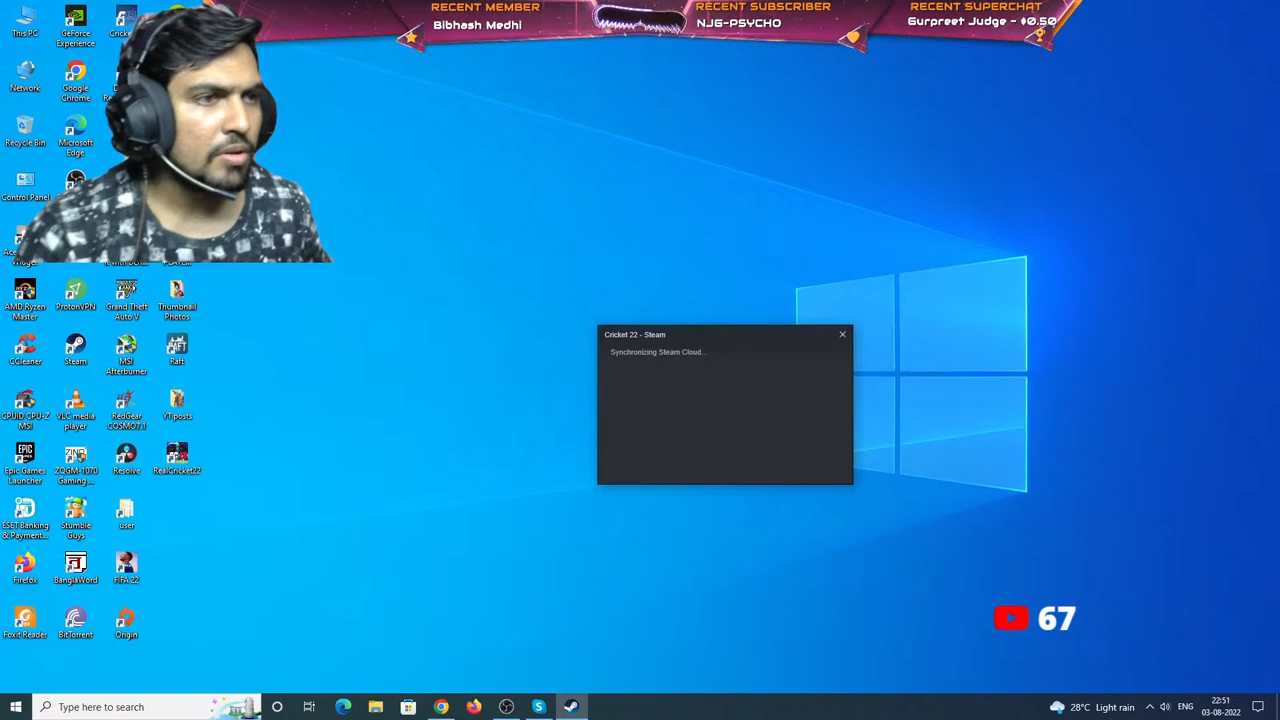 RECENT MEMBER
Bibhash Medhi
RECENT SUBSCRIBER
NJG-PSYCHO
RECENT SUPERCHAT
Gurpreet Judge - $0.50
This PC
GeForce
Experience
Network
Google
Chrome
Recycle Bin
Microsoft
Edge
Control Panel
AMD Ryzen
Master
ProtonVPN
Grand Theft
Auto V
Thumbnail
Photos
CCleaner
Steam
MSI
Afterburner
Raft
CPUID CPU-Z
MSI
VLC media
player
RedGear
COSMO7.1
YT posts
Epic Games
Launcher
ZQGM-1070
Gaming ...
Resolve
RealCricket22
ESET Banking
& Payment...
Stumble
Guys
user
Firefox
BanglaWord
FIFA 22
Foxit Reader
BitTorrent
Origin
Cricket 22 - Steam
Synchronizing Steam Cloud...
67
Type here to search
28°C Light rain
ENG
22:51
03-08-2022